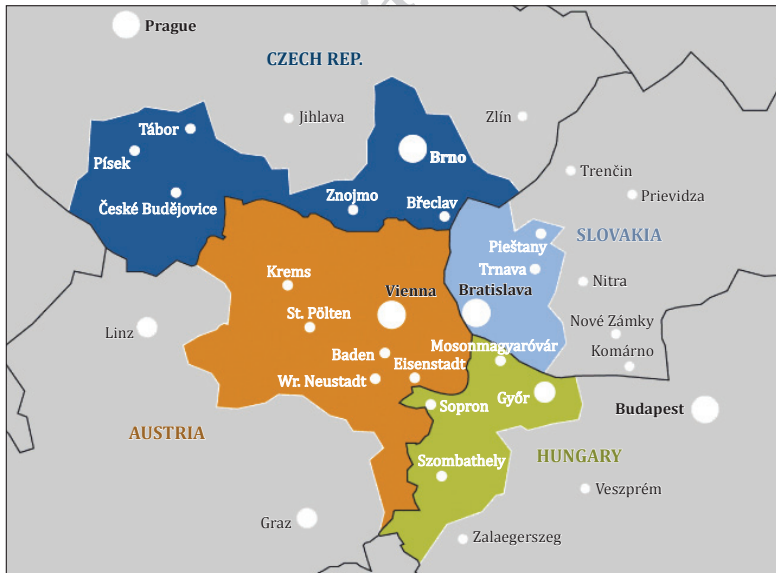 Prague
CZECH REP.
Jihlava
Zlín
Tábor
Písek
Brno
Trenčin
Prievidza
České Budějovice
Znojmo
Břeclav
SLOVAKIA
Pieštany
Trnava
Nitra
Krems
Vienna
Bratislava
St. Pölten
Nové Zámky
Linz
Mosonmagyaróvár
Komárno
Baden
Eisenstadt
Wr. Neustadt
Győr
Sopron
Budapest
AUSTRIA
Szombathely
HUNGARY
Veszprém
Graz
Zalaegerszeg